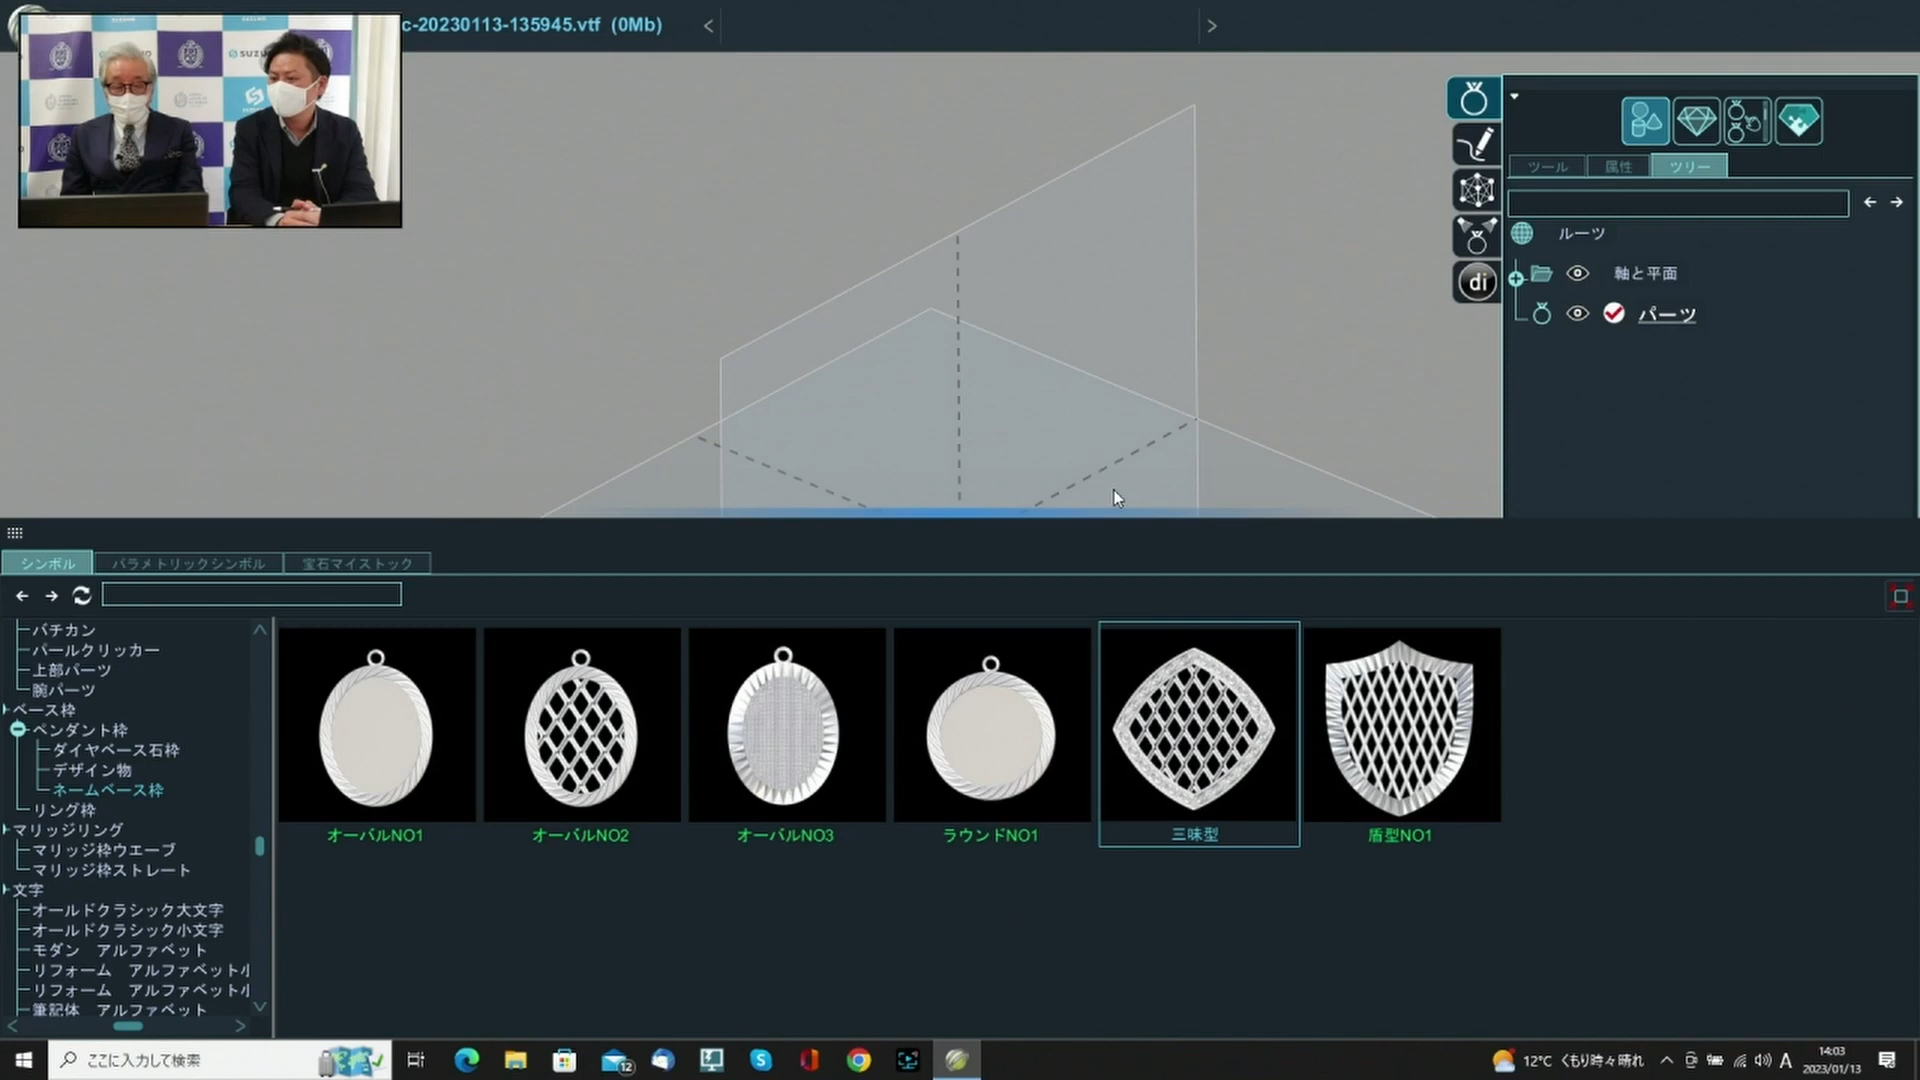 c-20230113-135945.vtf (0Mb)
SUZU
ツール 属性 ツリー
ルーツ
軸と平面
パーツ
di
シンボル パラメトリックシンボル 宝石マイストック
バチカン
パールクリッカー
上部パーツ
腕パーツ
ベース枠
ペンダント枠
ダイヤベース石枠
デザイン物
ネームベース枠
リング枠
マリッジリング
マリッジ枠ウエーブ
マリッジ枠ストレート
文字
オールドクラシック大文字
オールドクラシック小文字
モダン　アルファベット
リフォーム　アルファベット小
リフォーム　アルファベット小
筆記体　アルファベット
オーバルNO1 オーバルNO2 オーバルNO3 ラウンドNO1 三味型 盾型NO1
ここに入力して検索
12
12°C くもり時々晴れ
A
14:03
2023/01/13